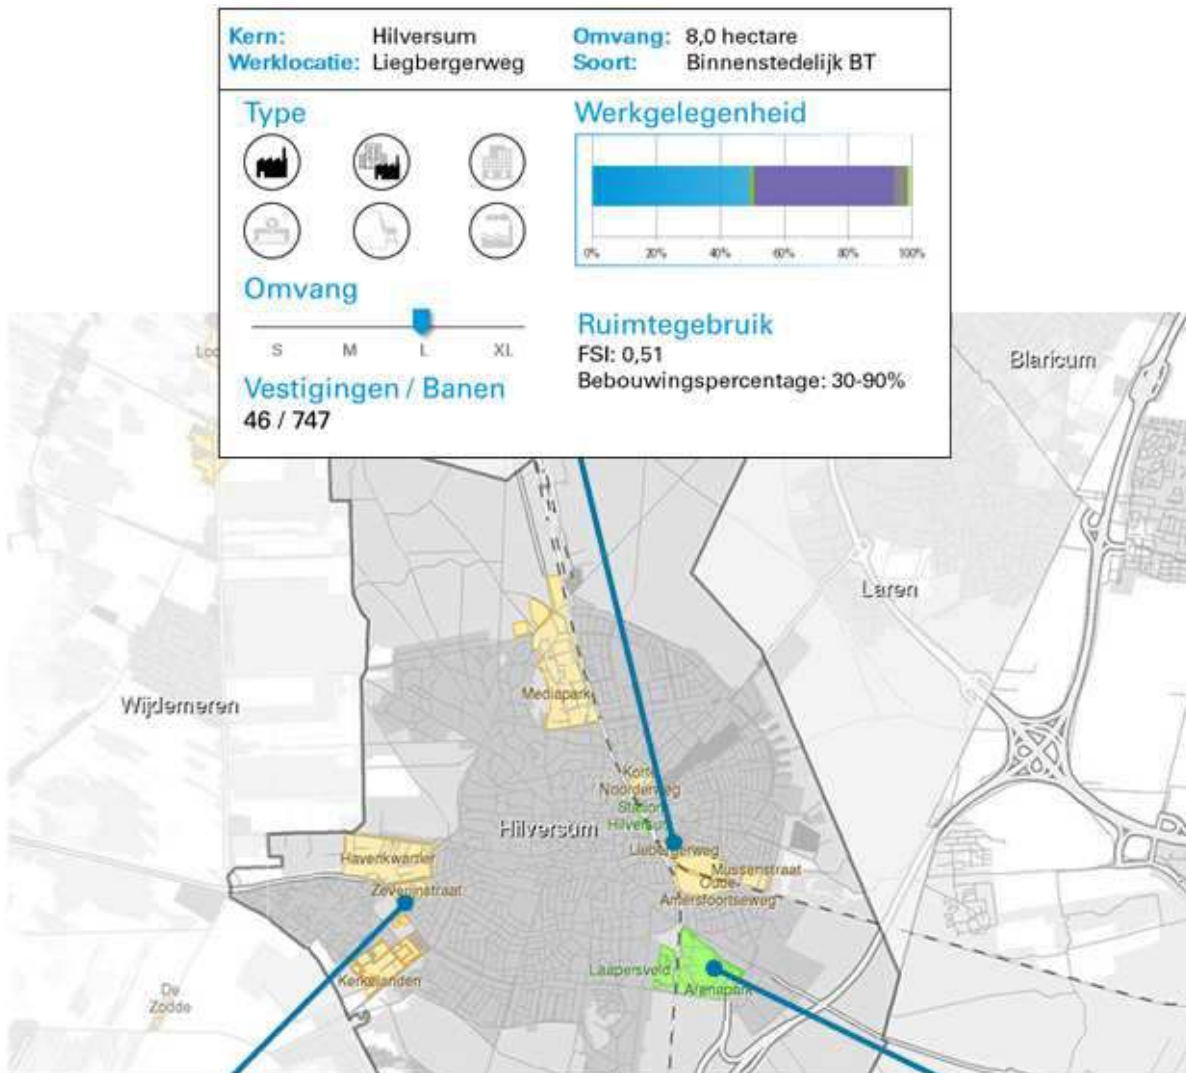 Kern: Hilversum Omvang: 8,0 hectare
Werklocatie: Liegbergerweg Soort: Binnenstedelijk BT
Type
Werkgelegenheid
0% 20% 40% 60% 80% 100%
Omvang
S M L XL
Ruimtegebruik
FSI: 0,51
Bebouwingspercentage: 30-90%
Vestigingen / Banen
46 / 747
Blaricum
Laren
Wijdemeren
Mediapark
Korte
Noorderweg
Station
Hilversum
Hilversum
Liebergerweg
Havenkwartier
Mussenstraat
Zeverijnstraat
Oude
Amersfoortseweg
Laapersveld
Kerkelanden
Arenapark
De
Zodde